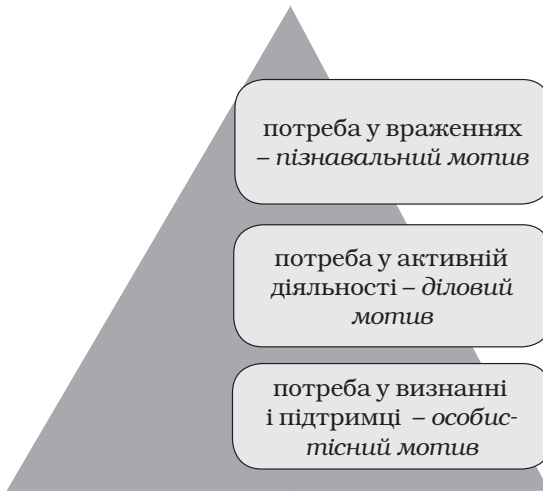 потреба у враженнях
– пізнавальний мотив
потреба у активній
діяльності – діловий
мотив
потреба у визнанні
і підтримці – особис-
тісний мотив